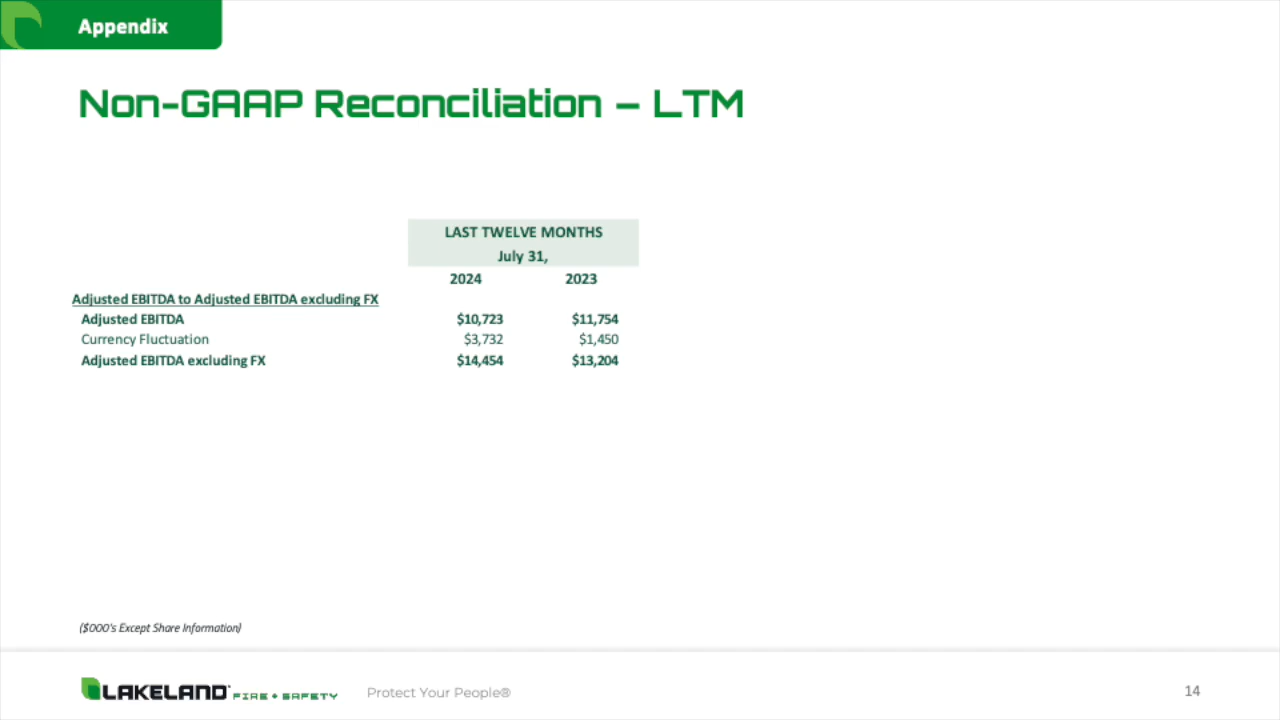 Appendix
Non-GAAP Reconciliation – LTM
LAST TWELVE MONTHS
July 31,
2024 2023
Adjusted EBITDA to Adjusted EBITDA excluding FX
Adjusted EBITDA $10,723 $11,754
Currency Fluctuation $3,732 $1,450
Adjusted EBITDA excluding FX $14,454 $13,204
($000's Except Share Information)
LAKELAND FIRE + SAFETY Protect Your People® 14